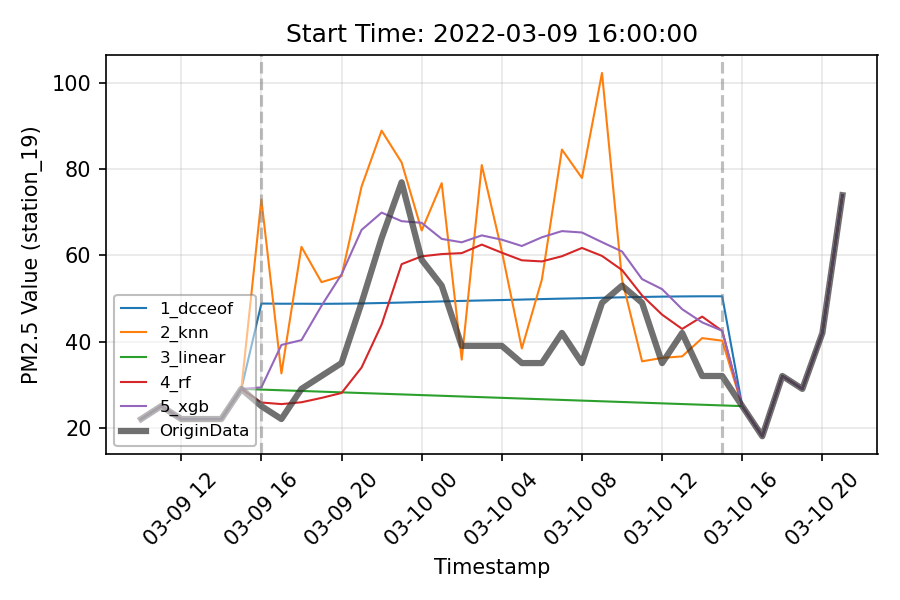 Start Time: 2022-03-09 16:00:00
PM2.5 Value (station_19)
100
80
60
40
20
1_dcceof
2_knn
3_linear
4_rf
5_xgb
OriginData
03-09 12
03-09 16
03-09 20
03-10 00
03-10 04
03-10 08
03-10 12
03-10 16
03-10 20
Timestamp